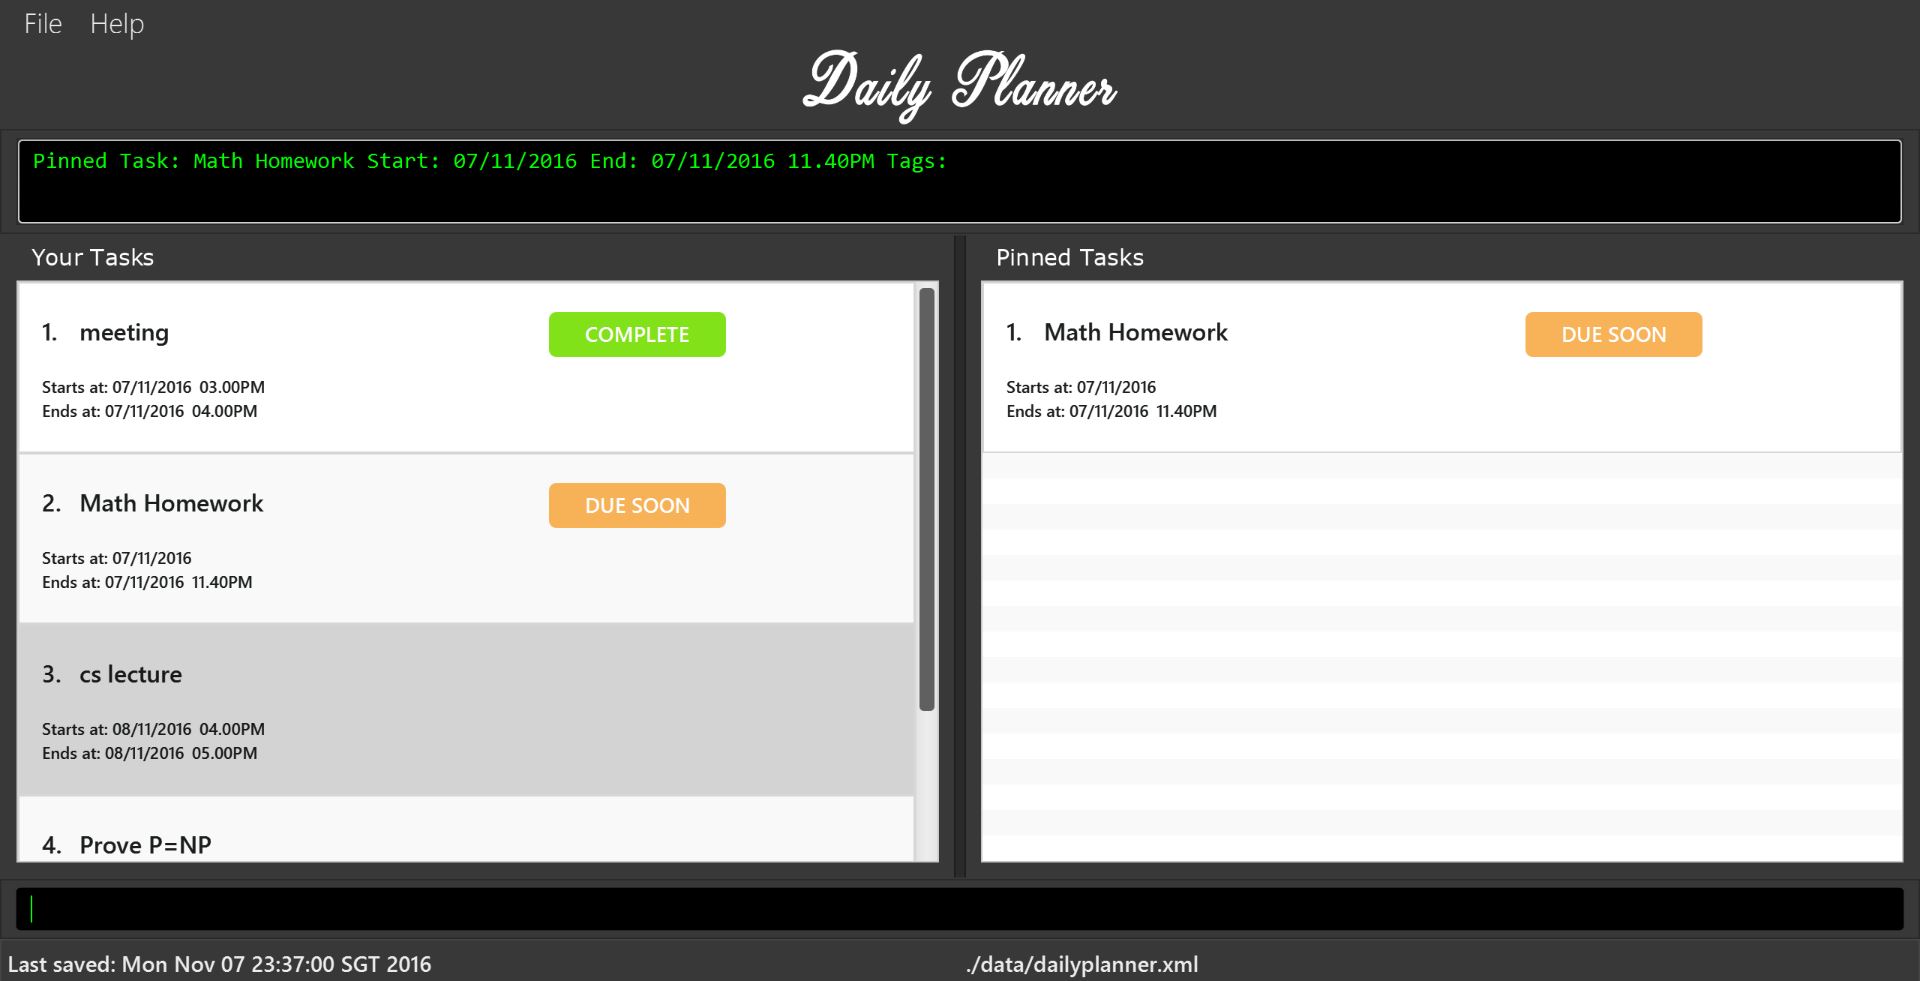 File Help
Daily Planner
Pinned Task: Math Homework Start: 07/11/2016 End: 07/11/2016 11.40PM Tags:
Your Tasks
1. meeting
COMPLETE
Starts at: 07/11/2016 03.00PM
Ends at: 07/11/2016 04.00PM
2. Math Homework
DUE SOON
Starts at: 07/11/2016
Ends at: 07/11/2016 11.40PM
3. cs lecture
Starts at: 08/11/2016 04.00PM
Ends at: 08/11/2016 05.00PM
4. Prove P=NP
Pinned Tasks
1. Math Homework
DUE SOON
Starts at: 07/11/2016
Ends at: 07/11/2016 11.40PM
Last saved: Mon Nov 07 23:37:00 SGT 2016
./data/dailyplanner.xml